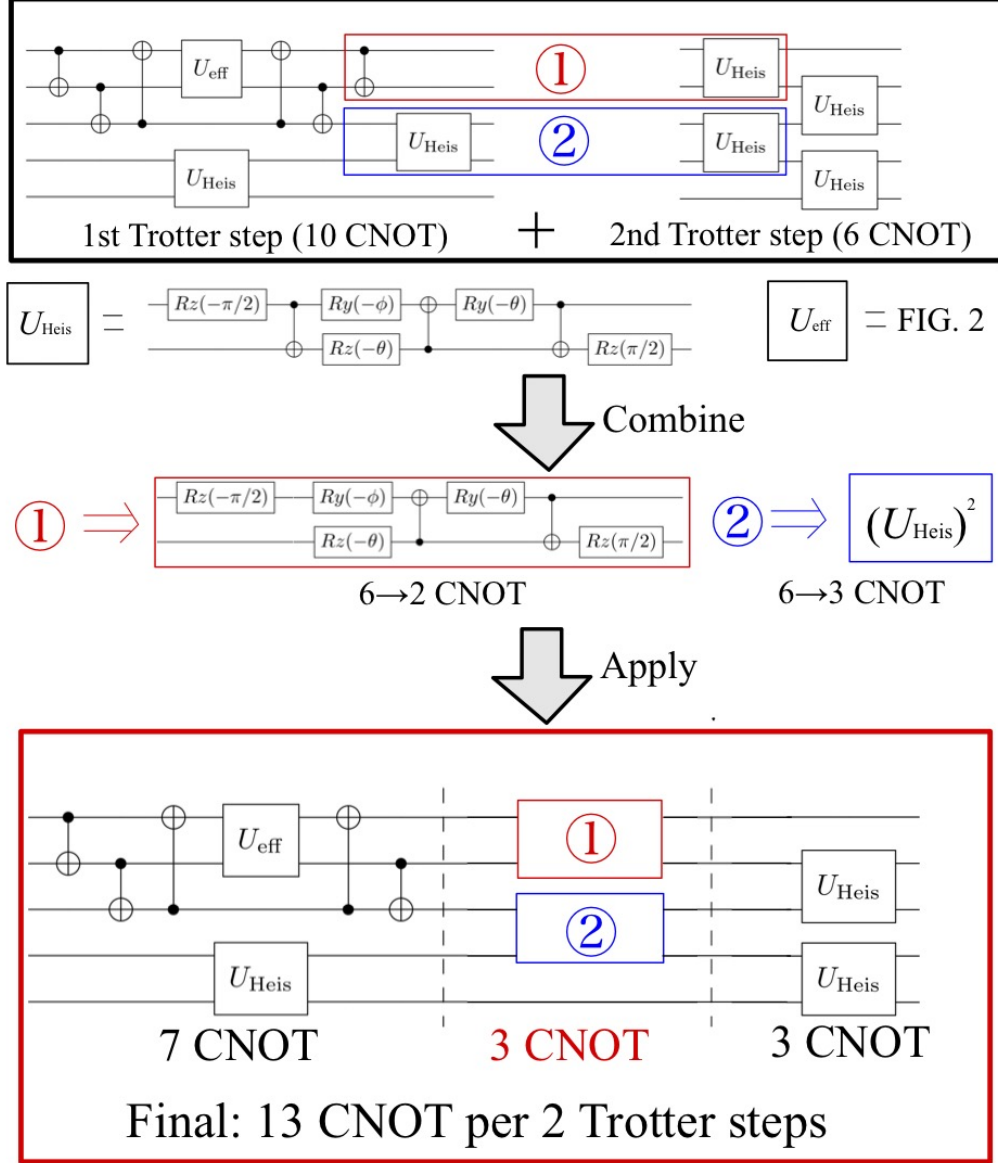 U_eff ① U_Heis
U_Heis
U_Heis ② U_Heis
U_Heis U_Heis
1st Trotter step (10 CNOT) + 2nd Trotter step (6 CNOT)
U_Heis = Rz(−π/2) Ry(−ϕ) Ry(−θ) U_eff = FIG. 2
Rz(−θ) Rz(π/2)
Combine
① ⇒ Rz(−π/2) Ry(−ϕ) Ry(−θ) ② ⇒ (U_Heis)^2
Rz(−θ) Rz(π/2)
6→2 CNOT 6→3 CNOT
Apply
U_eff ①
U_Heis
②
U_Heis U_Heis
7 CNOT 3 CNOT 3 CNOT
Final: 13 CNOT per 2 Trotter steps